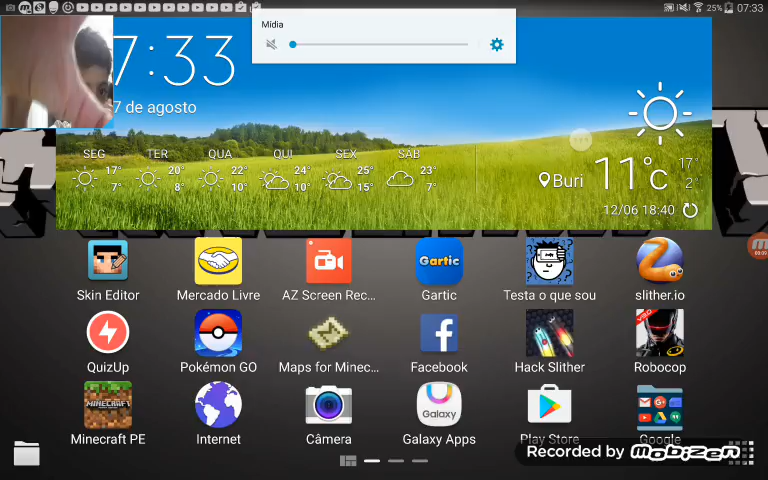 25%
07:33
Mídia
7:33
7 de agosto
SEG TER QUA QUI SEX SÁB
17° 20° 22° 24° 25° 23°
7° 8° 10° 10° 15° 7°
Buri 11°c 17° 2°
12/06 18:40
00:09
Skin Editor Mercado Livre AZ Screen Rec... Gartic Testa o que sou slither.io
QuizUp Pokémon GO Maps for Minec... Facebook Hack Slither Robocop
Minecraft PE Internet Câmera Galaxy Apps Play Store Google
Recorded by mobizen